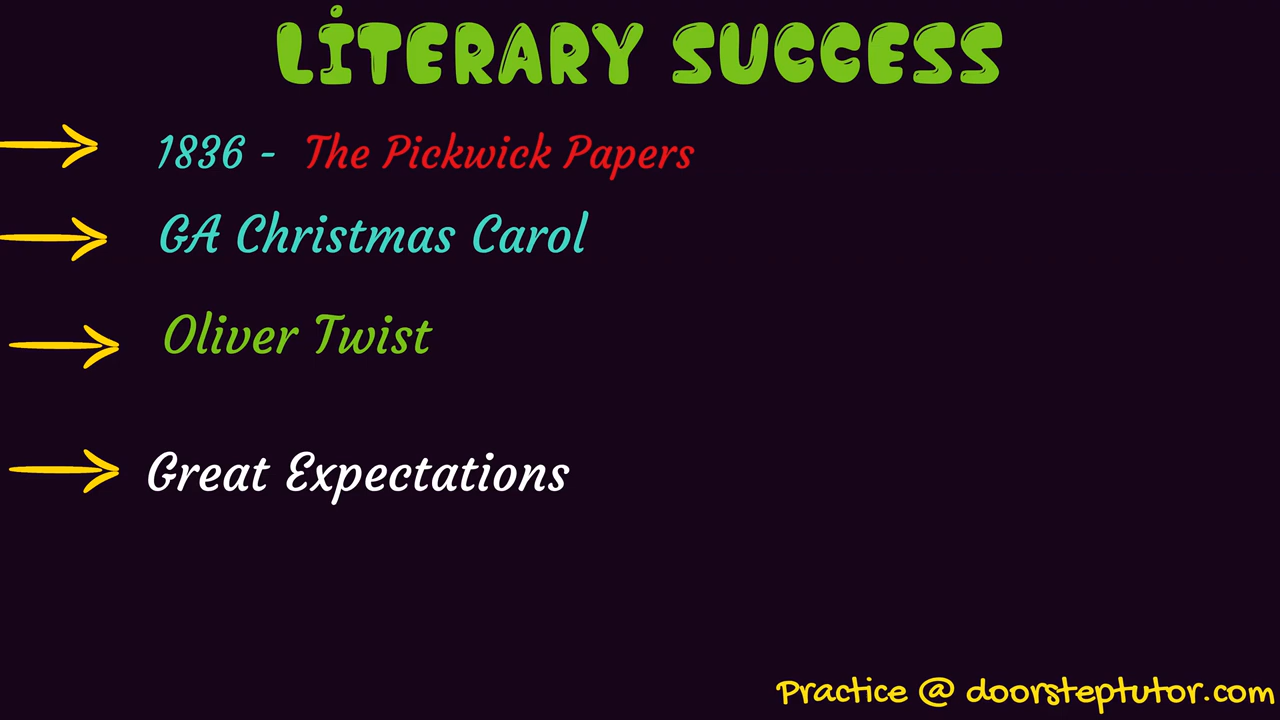 LİTERARY SUCCESS
1836 - The Pickwick Papers
GA Christmas Carol
Oliver Twist
Great Expectations
Practice @ doorsteptutor.com